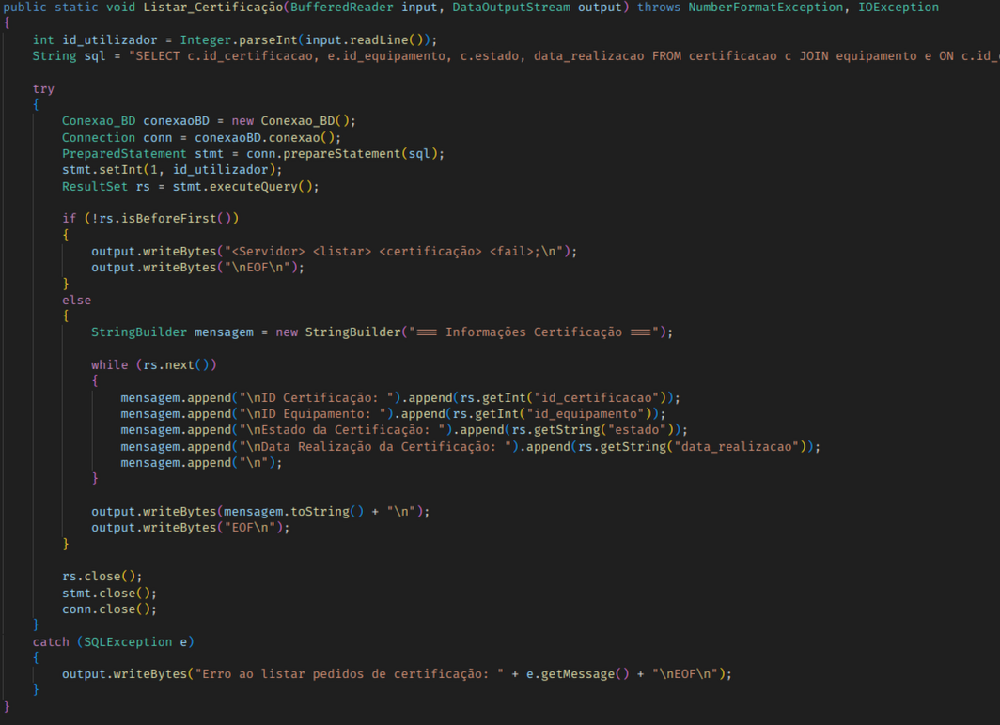 public static void Listar_Certificação(BufferedReader input, DataOutputStream output) throws NumberFormatException, IOException
{
    int id_utilizador = Integer.parseInt(input.readLine());
    String sql = "SELECT c.id_certificacao, e.id_equipamento, c.estado, data_realizacao FROM certificacao c JOIN equipamento e ON c.id_
    try
    {
        Conexao_BD conexaoBD = new Conexao_BD();
        Connection conn = conexaoBD.conexao();
        PreparedStatement stmt = conn.prepareStatement(sql);
        stmt.setInt(1, id_utilizador);
        ResultSet rs = stmt.executeQuery();
        if (!rs.isBeforeFirst())
        {
            output.writeBytes("<Servidor> <listar> <certificação> <fail>;\n");
            output.writeBytes("\nEOF\n");
        }
        else
        {
            StringBuilder mensagem = new StringBuilder("=== Informações Certificação ===");
            while (rs.next())
            {
                mensagem.append("\nID Certificação: ").append(rs.getInt("id_certificacao"));
                mensagem.append("\nID Equipamento: ").append(rs.getInt("id_equipamento"));
                mensagem.append("\nEstado da Certificação: ").append(rs.getString("estado"));
                mensagem.append("\nData Realização da Certificação: ").append(rs.getString("data_realizacao"));
                mensagem.append("\n");
            }
            output.writeBytes(mensagem.toString() + "\n");
            output.writeBytes("EOF\n");
        }
        rs.close();
        stmt.close();
        conn.close();
    }
    catch (SQLException e)
    {
        output.writeBytes("Erro ao listar pedidos de certificação: " + e.getMessage() + "\nEOF\n");
    }
}